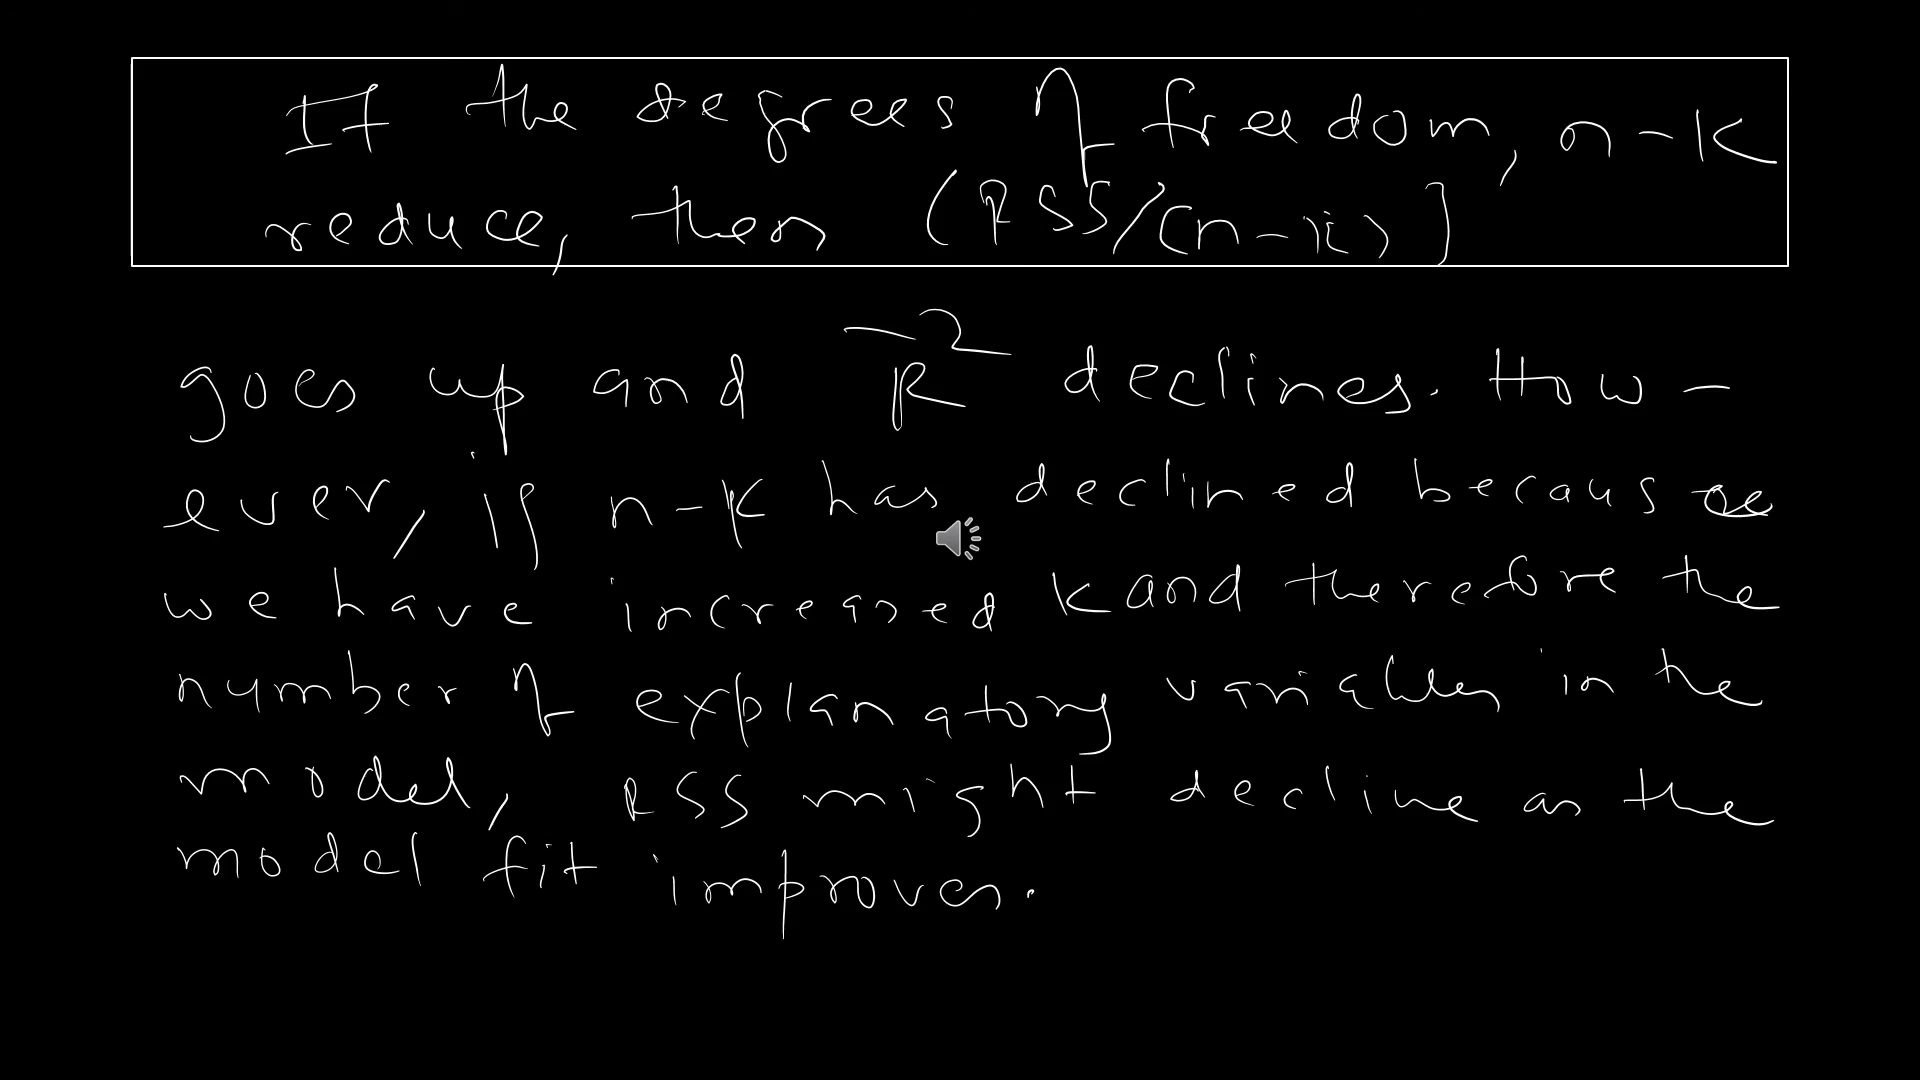 If the degrees of freedom, n-K
reduce, then (RSS/(n-k)]
goes up and R̄² declines. How-
ever, if n-K has declined because
we have increased K and therefore the
number of explanatory variables in the
model, RSS might decline as the
model fit improves.